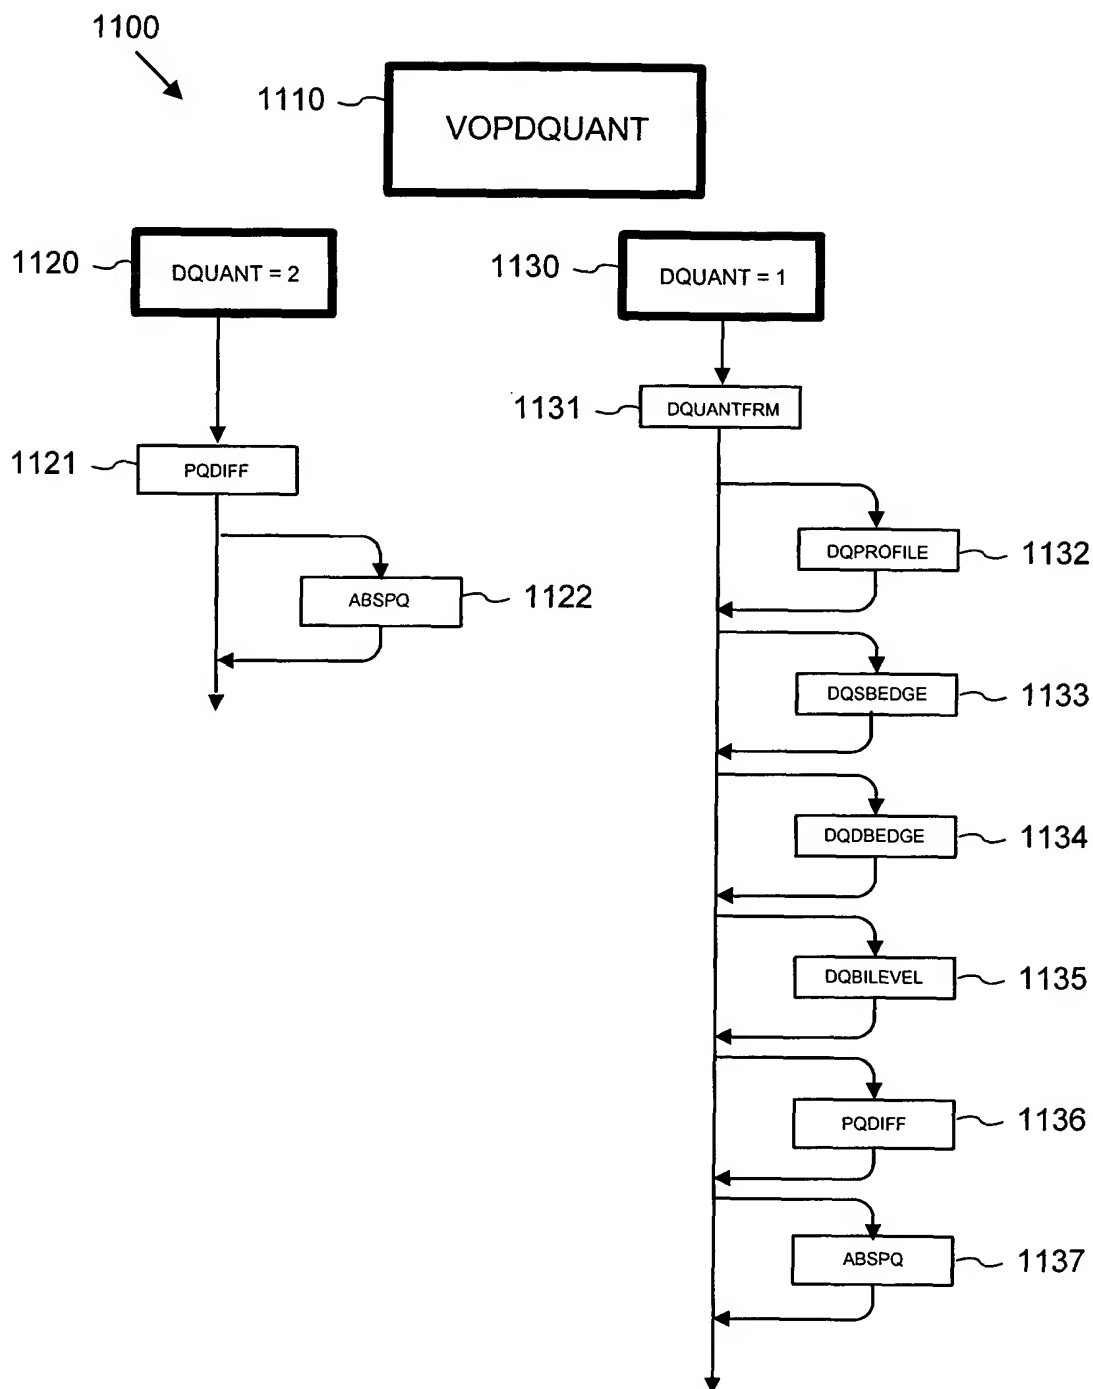 1100
1110
VOPDQUANT
1120
DQUANT = 2
1130
DQUANT = 1
1131
DQUANTFRM
1121
PQDIFF
DQPROFILE
1132
ABSPQ
1122
DQSBEDGE
1133
DQDBEDGE
1134
DQBILEVEL
1135
PQDIFF
1136
ABSPQ
1137